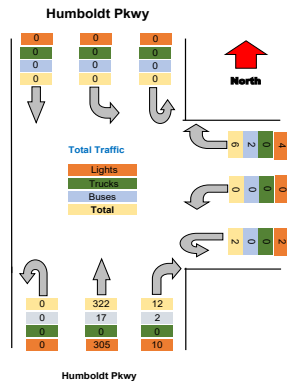 Humboldt Pkwy
0 0 0
0 0 0
0 0 0
0 0 0
North
Total Traffic
Lights
Trucks
Buses
Total
6 2 0 4
0 0 0 0
2 0 0 2
0 322 12
0 17 2
0 0 0
0 305 10
Humboldt Pkwy